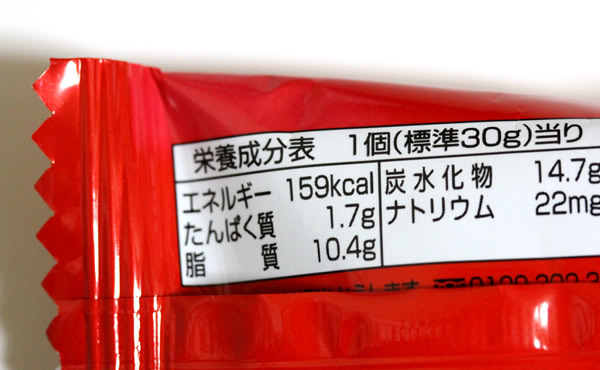 栄養成分表 1個(標準30g)当り
エネルギー 159kcal 炭水化物 14.7g
たんぱく質 1.7g ナトリウム 22mg
脂質 10.4g